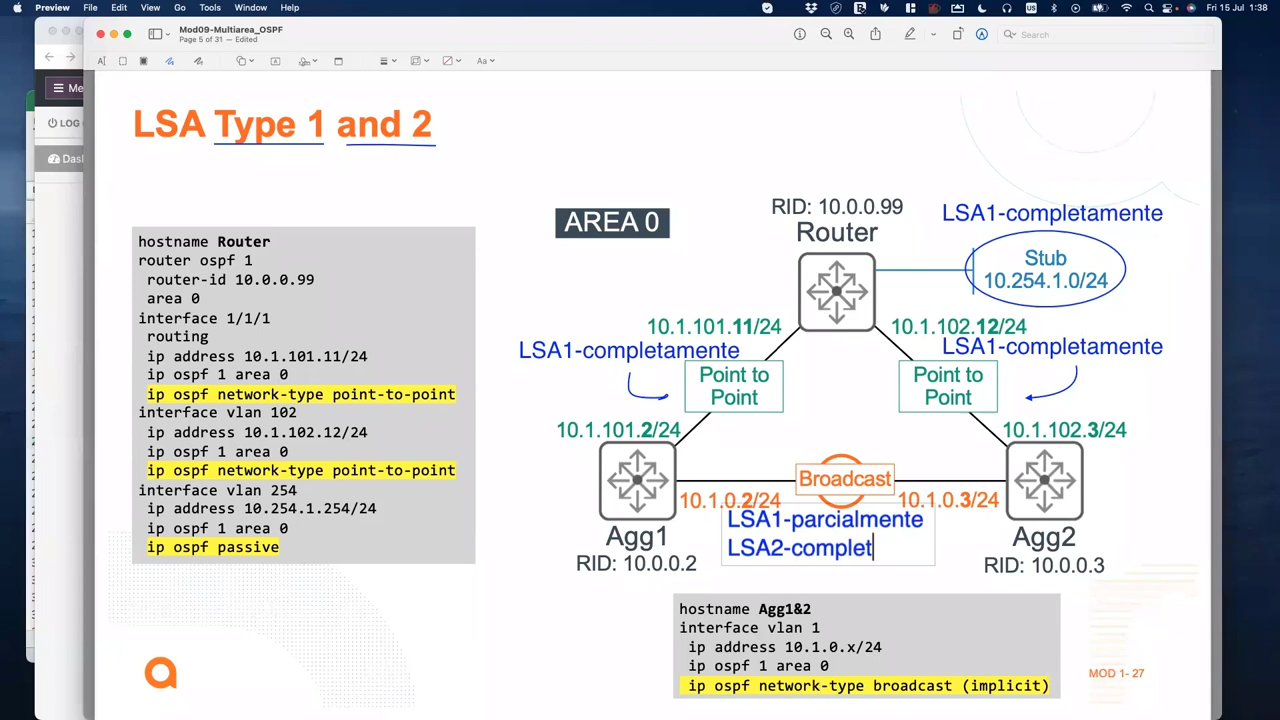 Preview
File
Edit
View
Go
Tools
Window
Help
Fri 15 Jul 1:38
Mod09-Multiarea_OSPF
Page 5 of 31 — Edited
Search
Me
LOG
Dash
LSA Type 1 and 2
hostname Router
router ospf 1
router-id 10.0.0.99
area 0
interface 1/1/1
routing
ip address 10.1.101.11/24
ip ospf 1 area 0
ip ospf network-type point-to-point
interface vlan 102
ip address 10.1.102.12/24
ip ospf 1 area 0
ip ospf network-type point-to-point
interface vlan 254
ip address 10.254.1.254/24
ip ospf 1 area 0
ip ospf passive
AREA 0
RID: 10.0.0.99
Router
LSA1-completamente
Stub
10.254.1.0/24
10.1.101.11/24
10.1.102.12/24
LSA1-completamente
LSA1-completamente
Point to
Point
Point to
Point
10.1.101.2/24
10.1.102.3/24
Broadcast
10.1.0.2/24
10.1.0.3/24
LSA1-parcialmente
LSA2-complet
Agg1
RID: 10.0.0.2
Agg2
RID: 10.0.0.3
hostname Agg1&2
interface vlan 1
ip address 10.1.0.x/24
ip ospf 1 area 0
ip ospf network-type broadcast (implicit)
MOD 1- 27